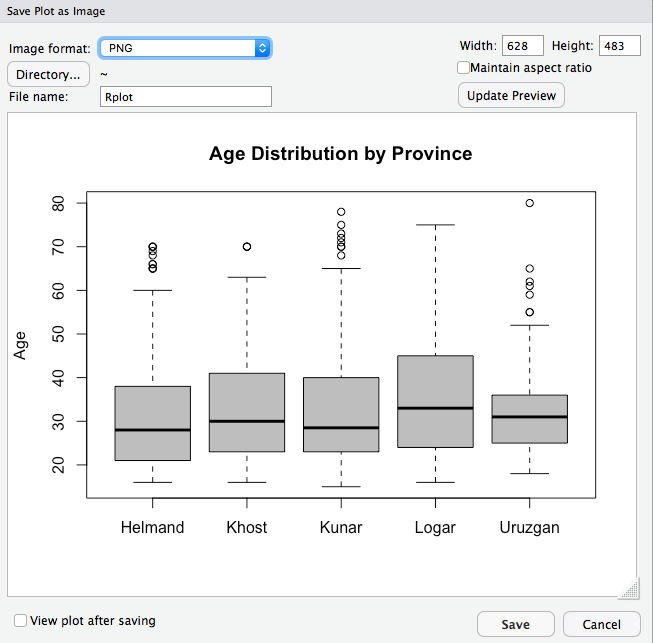 Save Plot as Image
Image format: PNG Width: 628 Height: 483
Directory... ~ Maintain aspect ratio
File name: Rplot Update Preview
Age Distribution by Province
80
70
60
50
40
30
20
Age
Helmand Khost Kunar Logar Uruzgan
View plot after saving Save Cancel